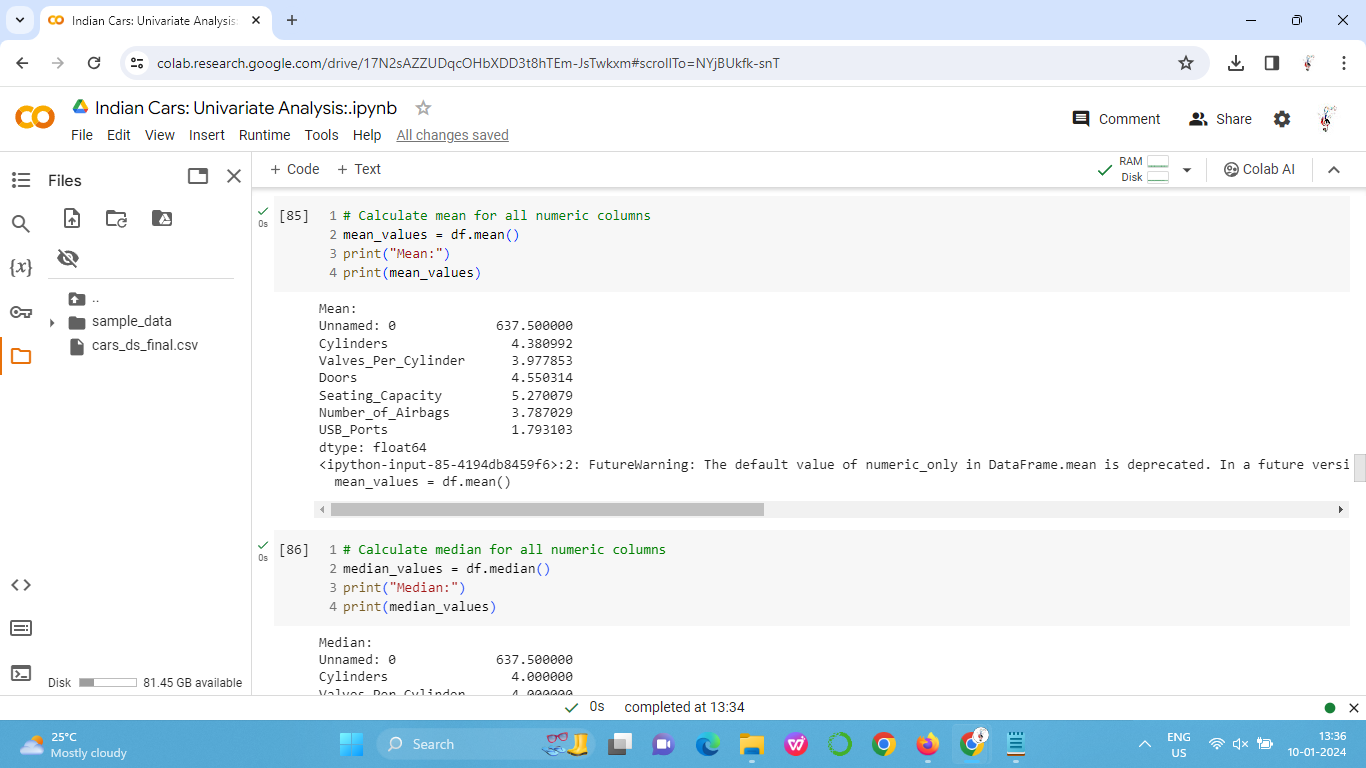 Indian Cars: Univariate Analysis:
colab.research.google.com/drive/17N2sAZZUDqcOHbXDD3t8hTEm-JsTwkxm#scrollTo=NYjBUkfk-snT
Indian Cars: Univariate Analysis:.ipynb
File Edit View Insert Runtime Tools Help All changes saved
Comment Share
Files
+ Code + Text
RAM
Disk
Colab AI
..
sample_data
cars_ds_final.csv
Disk 81.45 GB available
[85] 1 # Calculate mean for all numeric columns
0s
2 mean_values = df.mean()
3 print("Mean:")
4 print(mean_values)
Mean:
Unnamed: 0 637.500000
Cylinders 4.380992
Valves_Per_Cylinder 3.977853
Doors 4.550314
Seating_Capacity 5.270079
Number_of_Airbags 3.787029
USB_Ports 1.793103
dtype: float64
<ipython-input-85-4194db8459f6>:2: FutureWarning: The default value of numeric_only in DataFrame.mean is deprecated. In a future versi
mean_values = df.mean()
[86] 1 # Calculate median for all numeric columns
0s
2 median_values = df.median()
3 print("Median:")
4 print(median_values)
Median:
Unnamed: 0 637.500000
Cylinders 4.000000
Valves_Per_Cylinder 4.000000
0s completed at 13:34
25°C
Mostly cloudy
Search
ENG
US
13:36
10-01-2024